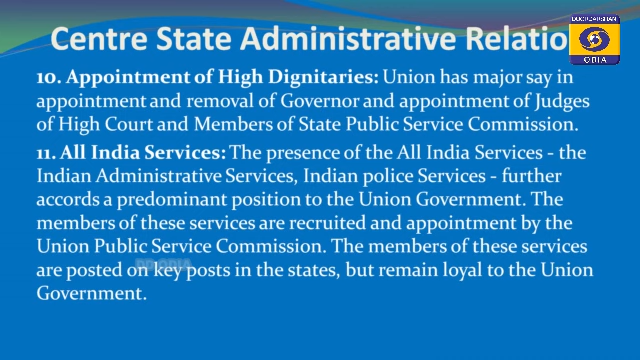 Centre State Administrative Relatio
DOORDARSHAN
ODIA
10. Appointment of High Dignitaries: Union has major say in
appointment and removal of Governor and appointment of Judges
of High Court and Members of State Public Service Commission.
11. All India Services: The presence of the All India Services - the
Indian Administrative Services, Indian police Services - further
accords a predominant position to the Union Government. The
members of these services are recruited and appointment by the
Union Public Service Commission. The members of these services
are posted on key posts in the states, but remain loyal to the Union
Government.
DD ODIA